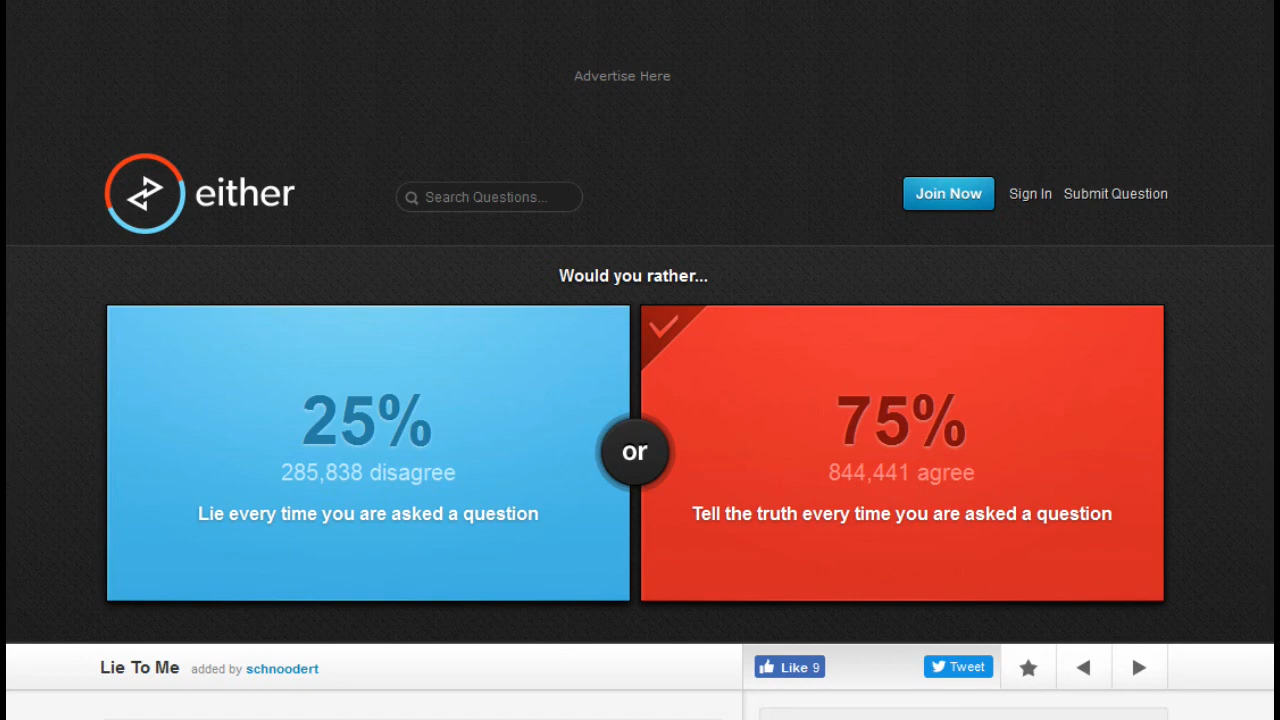 Advertise Here
either
Search Questions...
Join Now Sign In Submit Question
Would you rather...
25%
285,838 disagree
Lie every time you are asked a question
or
75%
844,441 agree
Tell the truth every time you are asked a question
Lie To Me added by schnoodert
Like 9
Tweet